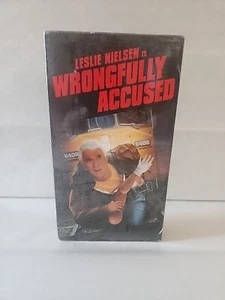 LESLIE NIELSEN IS
WRONGFULLY
ACCUSED